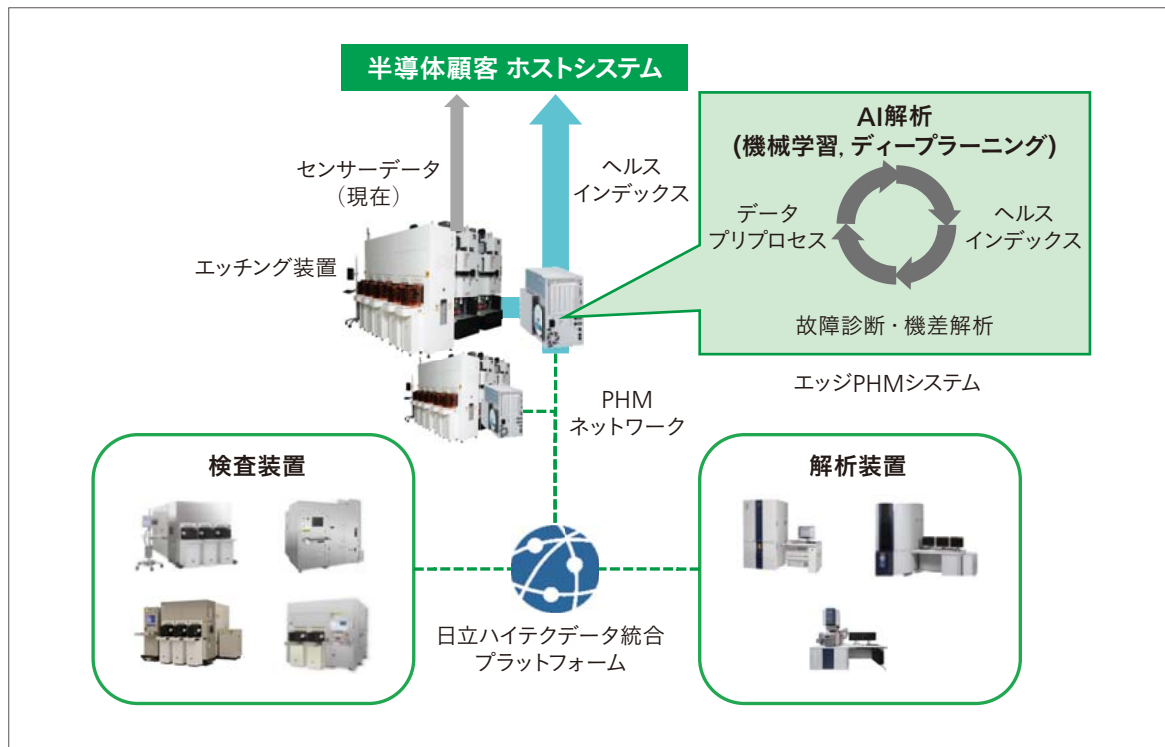 半導体顧客 ホストシステム
センサーデータ
（現在）
ヘルス
インデックス
エッチング装置
AI解析
(機械学習, ディープラーニング)
データ
プリプロセス
ヘルス
インデックス
故障診断・機差解析
エッジPHMシステム
PHM
ネットワーク
検査装置
解析装置
日立ハイテクデータ統合
プラットフォーム